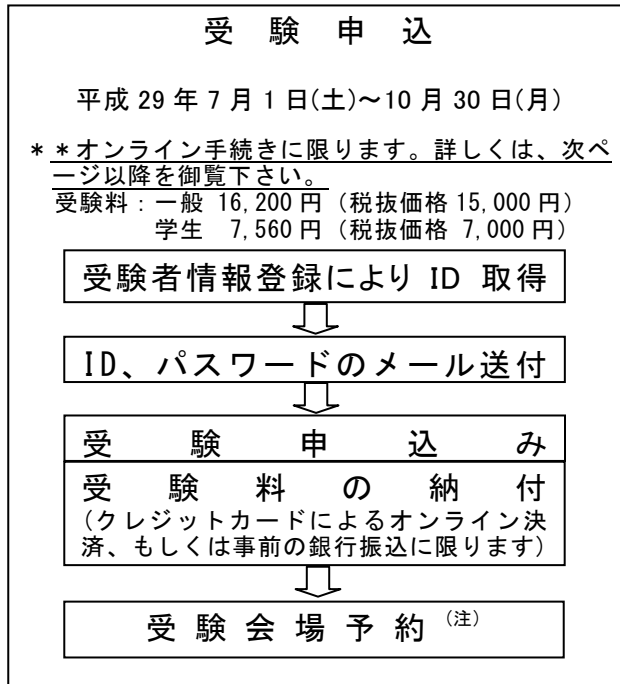 受験申込
平成 29 年 7 月 1 日(土)～10 月 30 日(月)
＊＊オンライン手続きに限ります。詳しくは、次ペ
ージ以降を御覧下さい。
受験料：一般 16,200 円（税抜価格 15,000 円）
学生 7,560 円（税抜価格 7,000 円）
受験者情報登録により ID 取得
ID、パスワードのメール送付
受験申込み
受験料の納付
（クレジットカードによるオンライン決
済、もしくは事前の銀行振込に限ります）
受験会場予約(注)